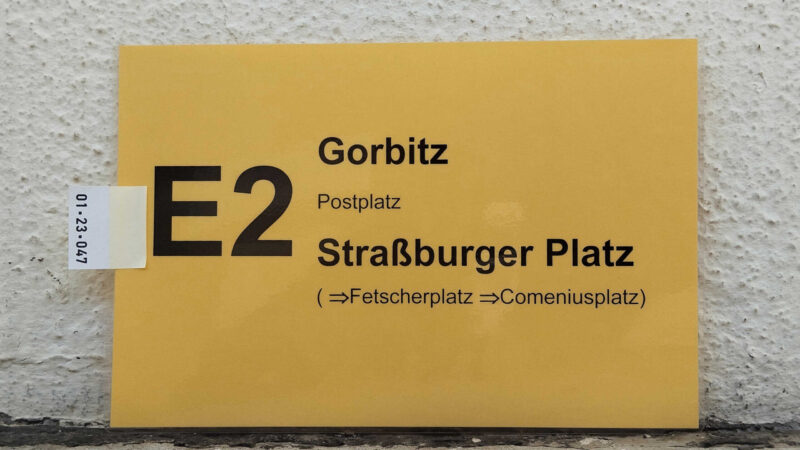 01·23·047
E2
Gorbitz
Postplatz
Straßburger Platz
( ⇒Fetscherplatz ⇒Comeniusplatz)